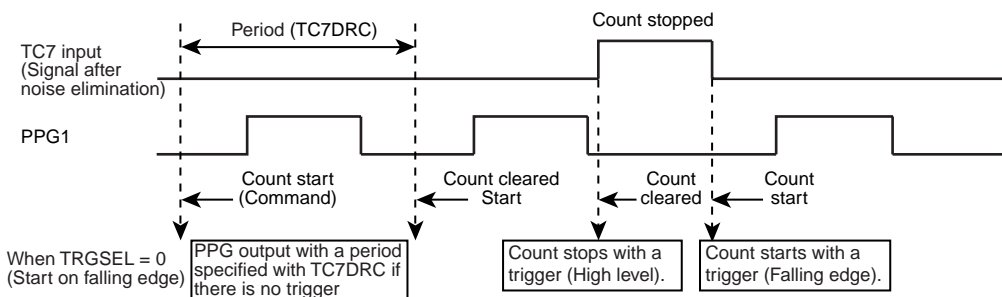 Count stopped
Period (TC7DRC)
TC7 input
(Signal after
noise elimination)
PPG1
Count start
(Command)
Count cleared
Start
Count
cleared
Count
start
When TRGSEL = 0
(Start on falling edge)
PPG output with a period
specified with TC7DRC if
there is no trigger
Count stops with a
trigger (High level).
Count starts with a
trigger (Falling edge).